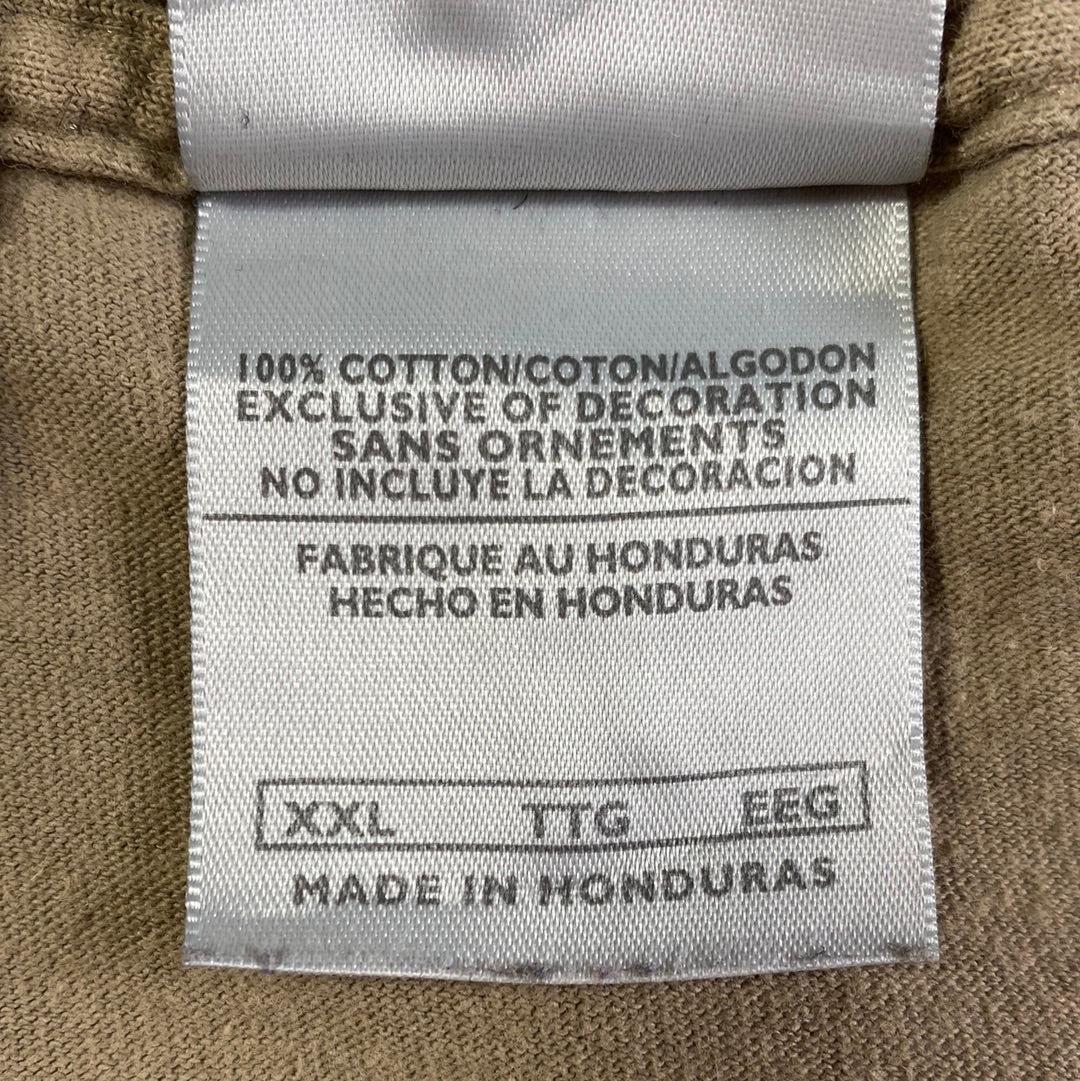 100% COTTON/COTON/ALGODON
EXCLUSIVE OF DECORATION
SANS ORNEMENTS
NO INCLUYE LA DECORACION
FABRIQUE AU HONDURAS
HECHO EN HONDURAS
XXL TTG EEG
MADE IN HONDURAS